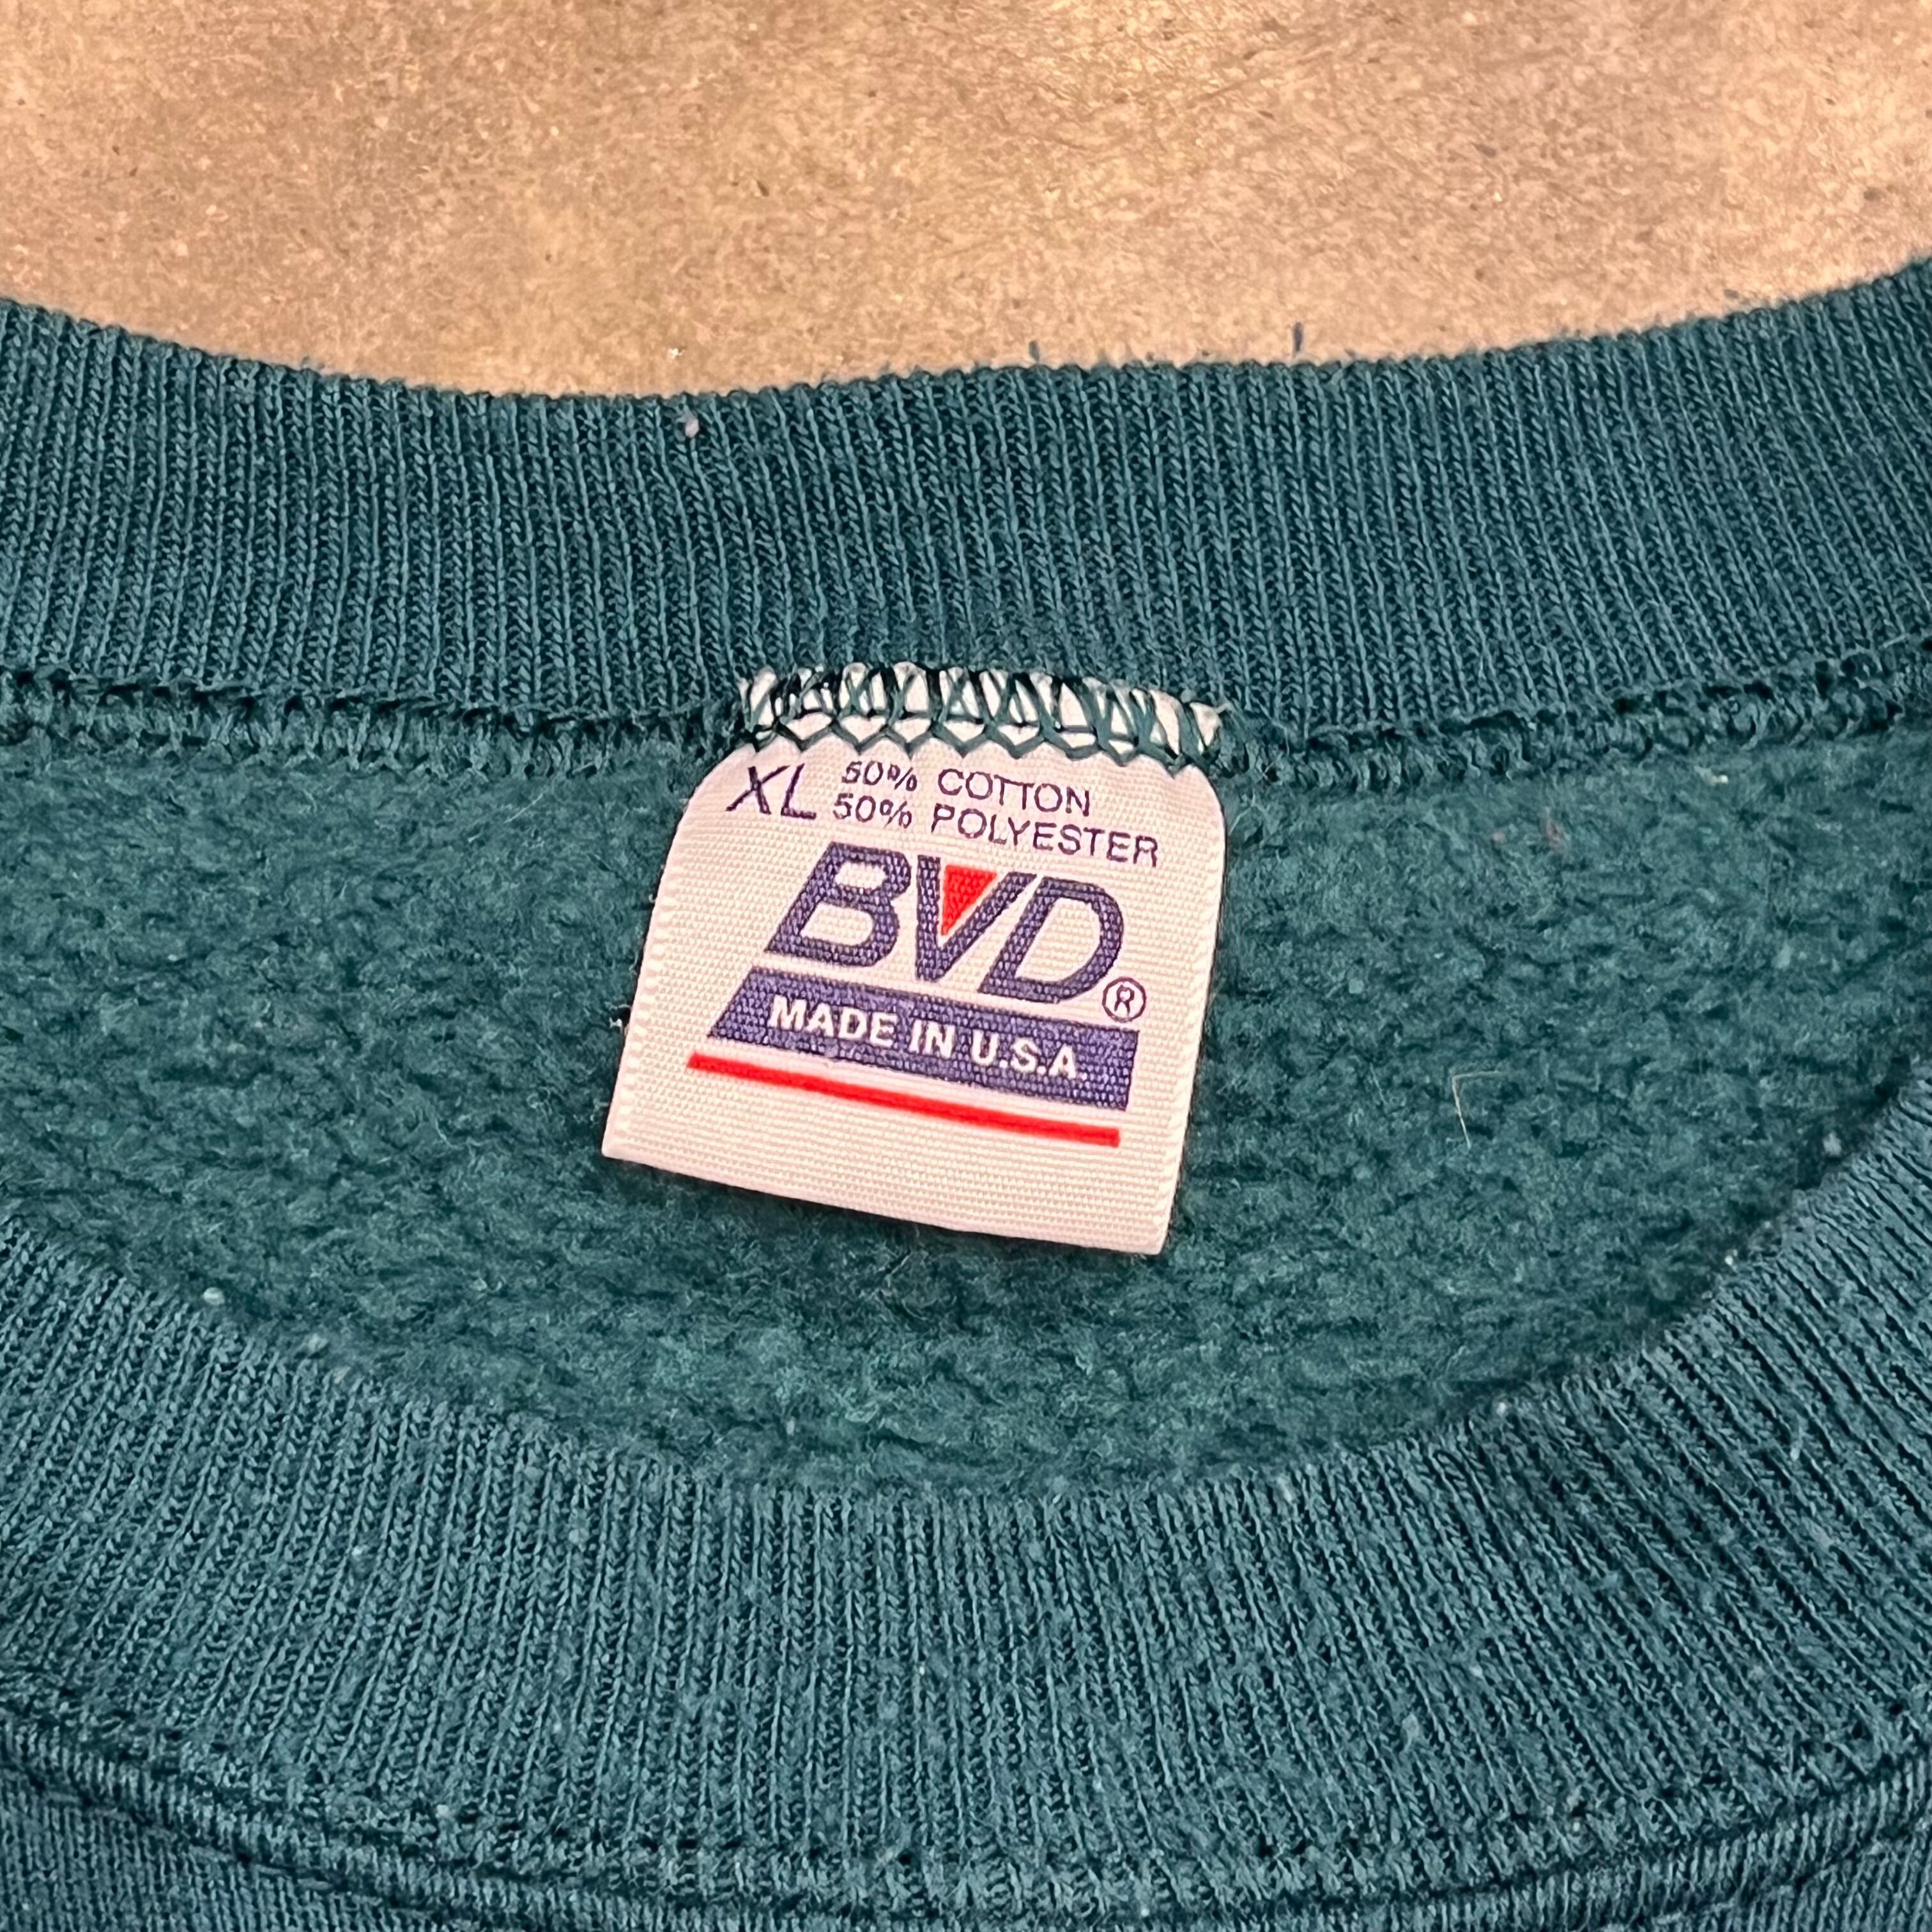 XL 50% COTTON
50% POLYESTER
BVD®
MADE IN U.S.A.